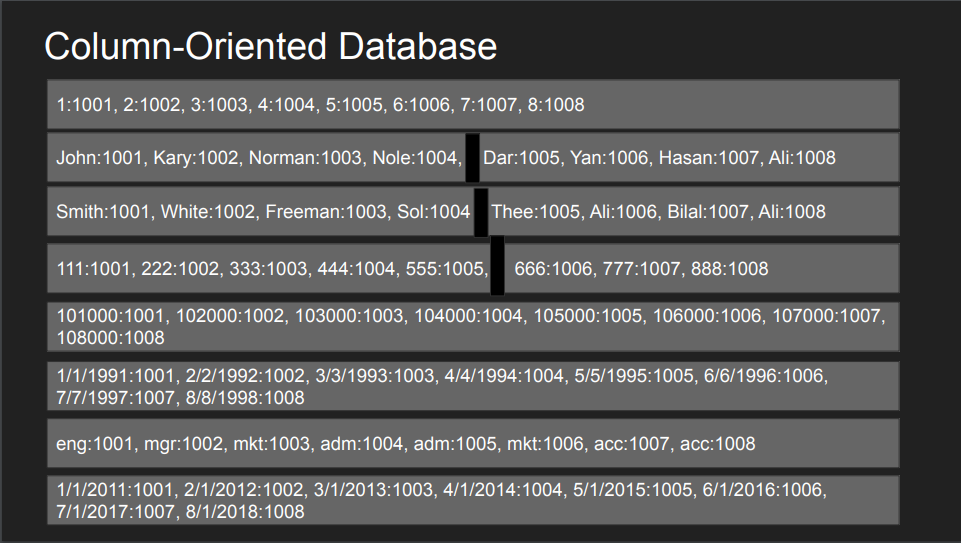 Column-Oriented Database
1:1001, 2:1002, 3:1003, 4:1004, 5:1005, 6:1006, 7:1007, 8:1008
John:1001, Kary:1002, Norman:1003, Nole:1004, Dar:1005, Yan:1006, Hasan:1007, Ali:1008
Smith:1001, White:1002, Freeman:1003, Sol:1004 Thee:1005, Ali:1006, Bilal:1007, Ali:1008
111:1001, 222:1002, 333:1003, 444:1004, 555:1005, 666:1006, 777:1007, 888:1008
101000:1001, 102000:1002, 103000:1003, 104000:1004, 105000:1005, 106000:1006, 107000:1007,
108000:1008
1/1/1991:1001, 2/2/1992:1002, 3/3/1993:1003, 4/4/1994:1004, 5/5/1995:1005, 6/6/1996:1006,
7/7/1997:1007, 8/8/1998:1008
eng:1001, mgr:1002, mkt:1003, adm:1004, adm:1005, mkt:1006, acc:1007, acc:1008
1/1/2011:1001, 2/1/2012:1002, 3/1/2013:1003, 4/1/2014:1004, 5/1/2015:1005, 6/1/2016:1006,
7/1/2017:1007, 8/1/2018:1008